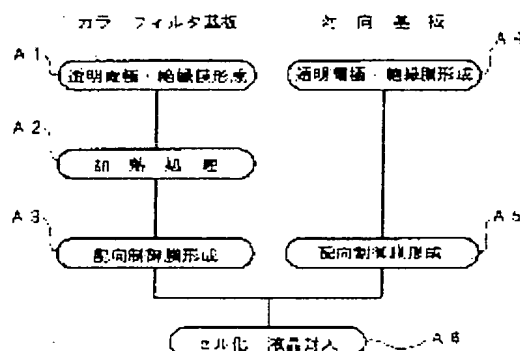 カラーフィルタ基板
対向基板
A1
透明電極・絶縁膜形成
A4
透明電極・絶縁膜形成
A2
加熱処理
A3
配向制御膜形成
A5
配向制御膜形成
セル化 液晶封入
A6